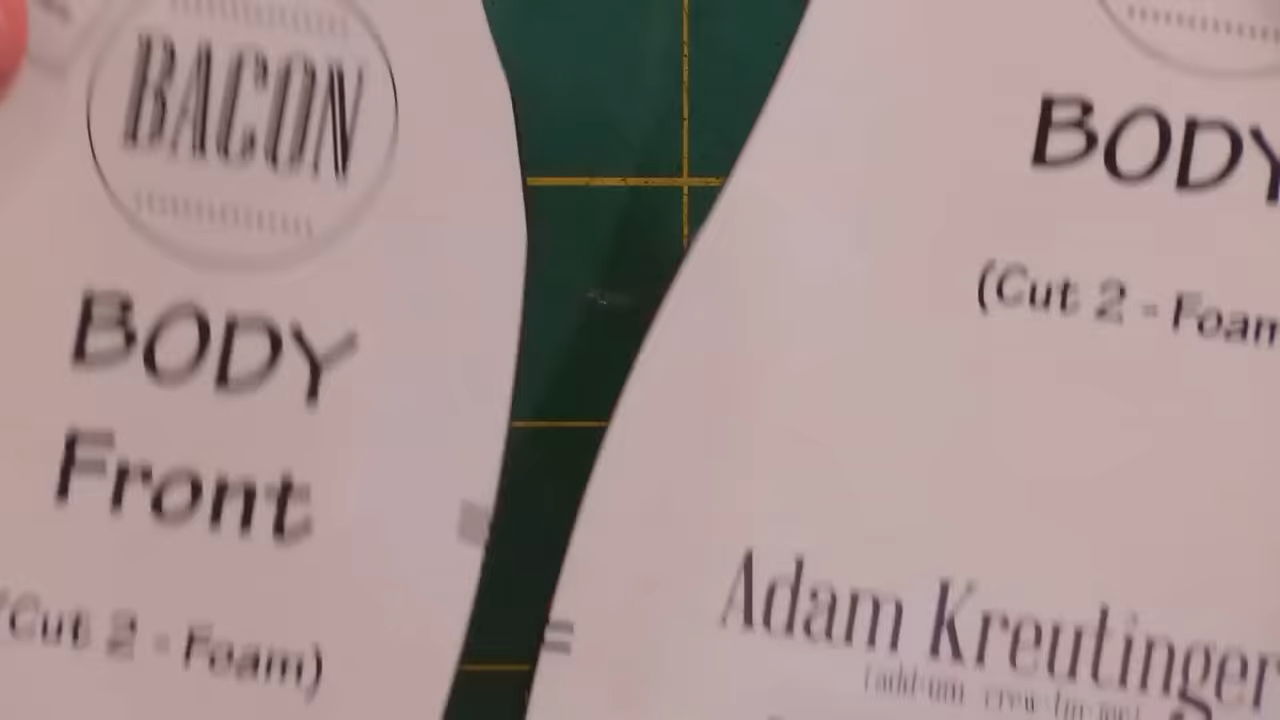 BACON
BODY
Front
(Cut 2 - Foam)
BODY
(Cut 2 - Foam
Adam Kreutinger